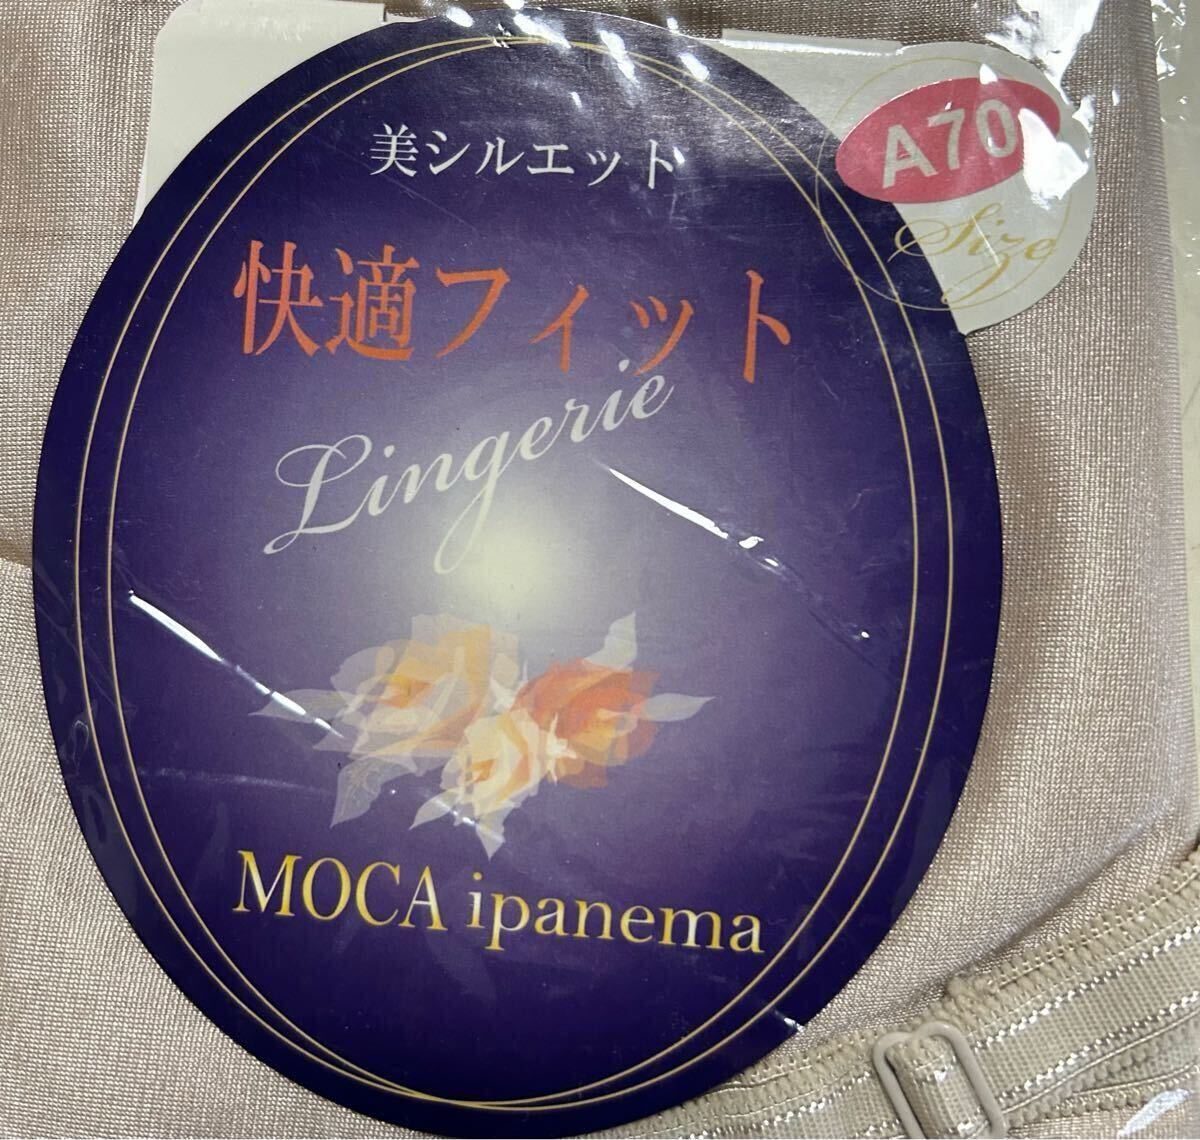 美シルエット
快適フィット
Lingerie
MOCA ipanema
A70
Size